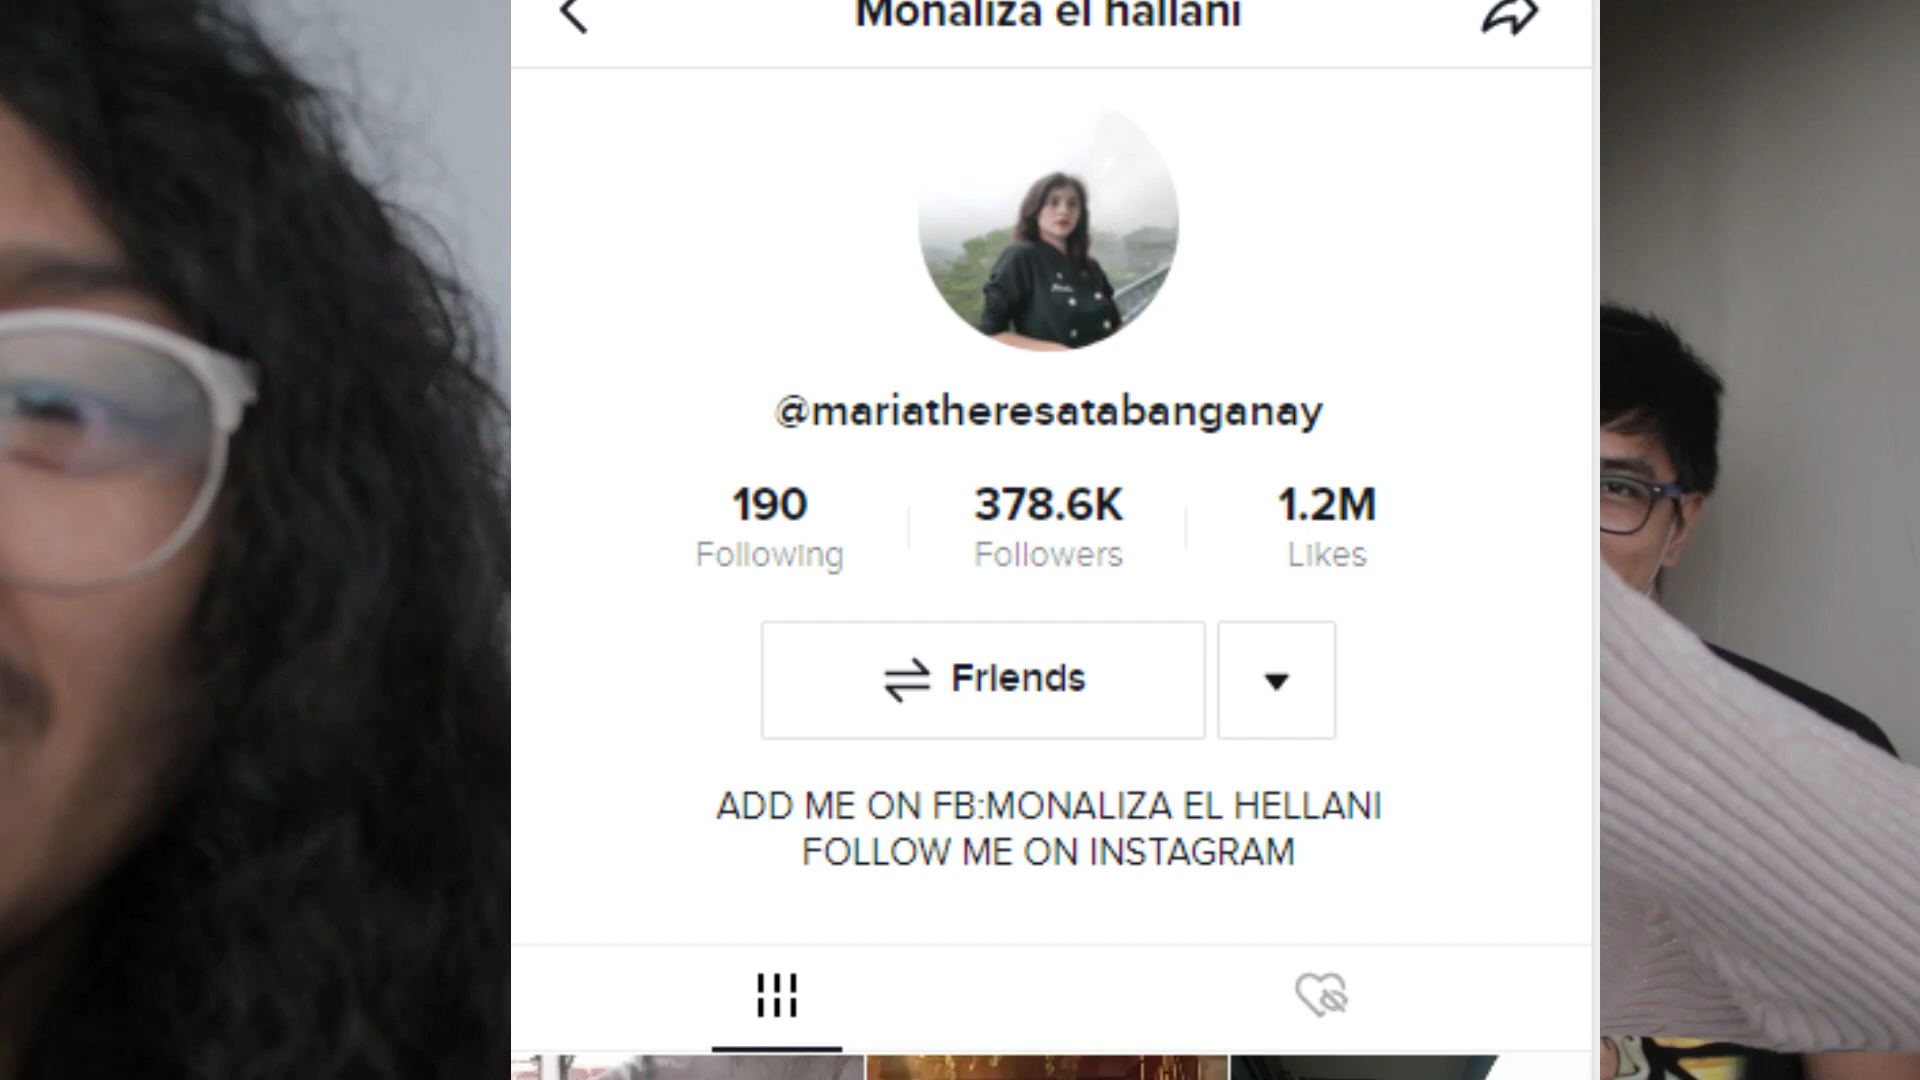 Monaliza el hallani
@mariatheresatabanganay
190
Following
378.6K
Followers
1.2M
Likes
Friends
ADD ME ON FB:MONALIZA EL HELLANI
FOLLOW ME ON INSTAGRAM